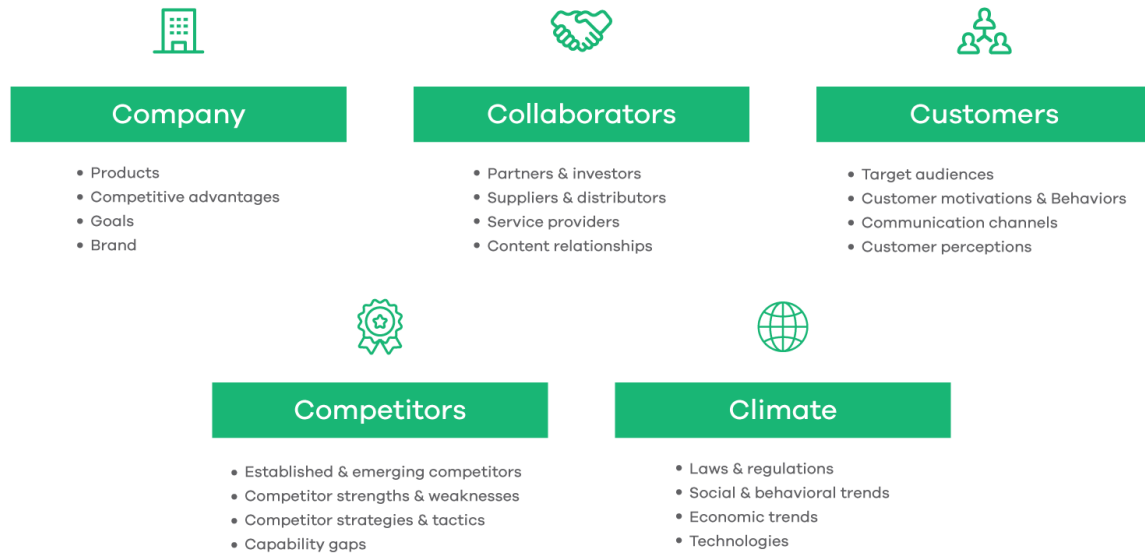 Company
• Products
• Competitive advantages
• Goals
• Brand
Collaborators
• Partners & investors
• Suppliers & distributors
• Service providers
• Content relationships
Customers
• Target audiences
• Customer motivations & Behaviors
• Communication channels
• Customer perceptions
Competitors
• Established & emerging competitors
• Competitor strengths & weaknesses
• Competitor strategies & tactics
• Capability gaps
Climate
• Laws & regulations
• Social & behavioral trends
• Economic trends
• Technologies